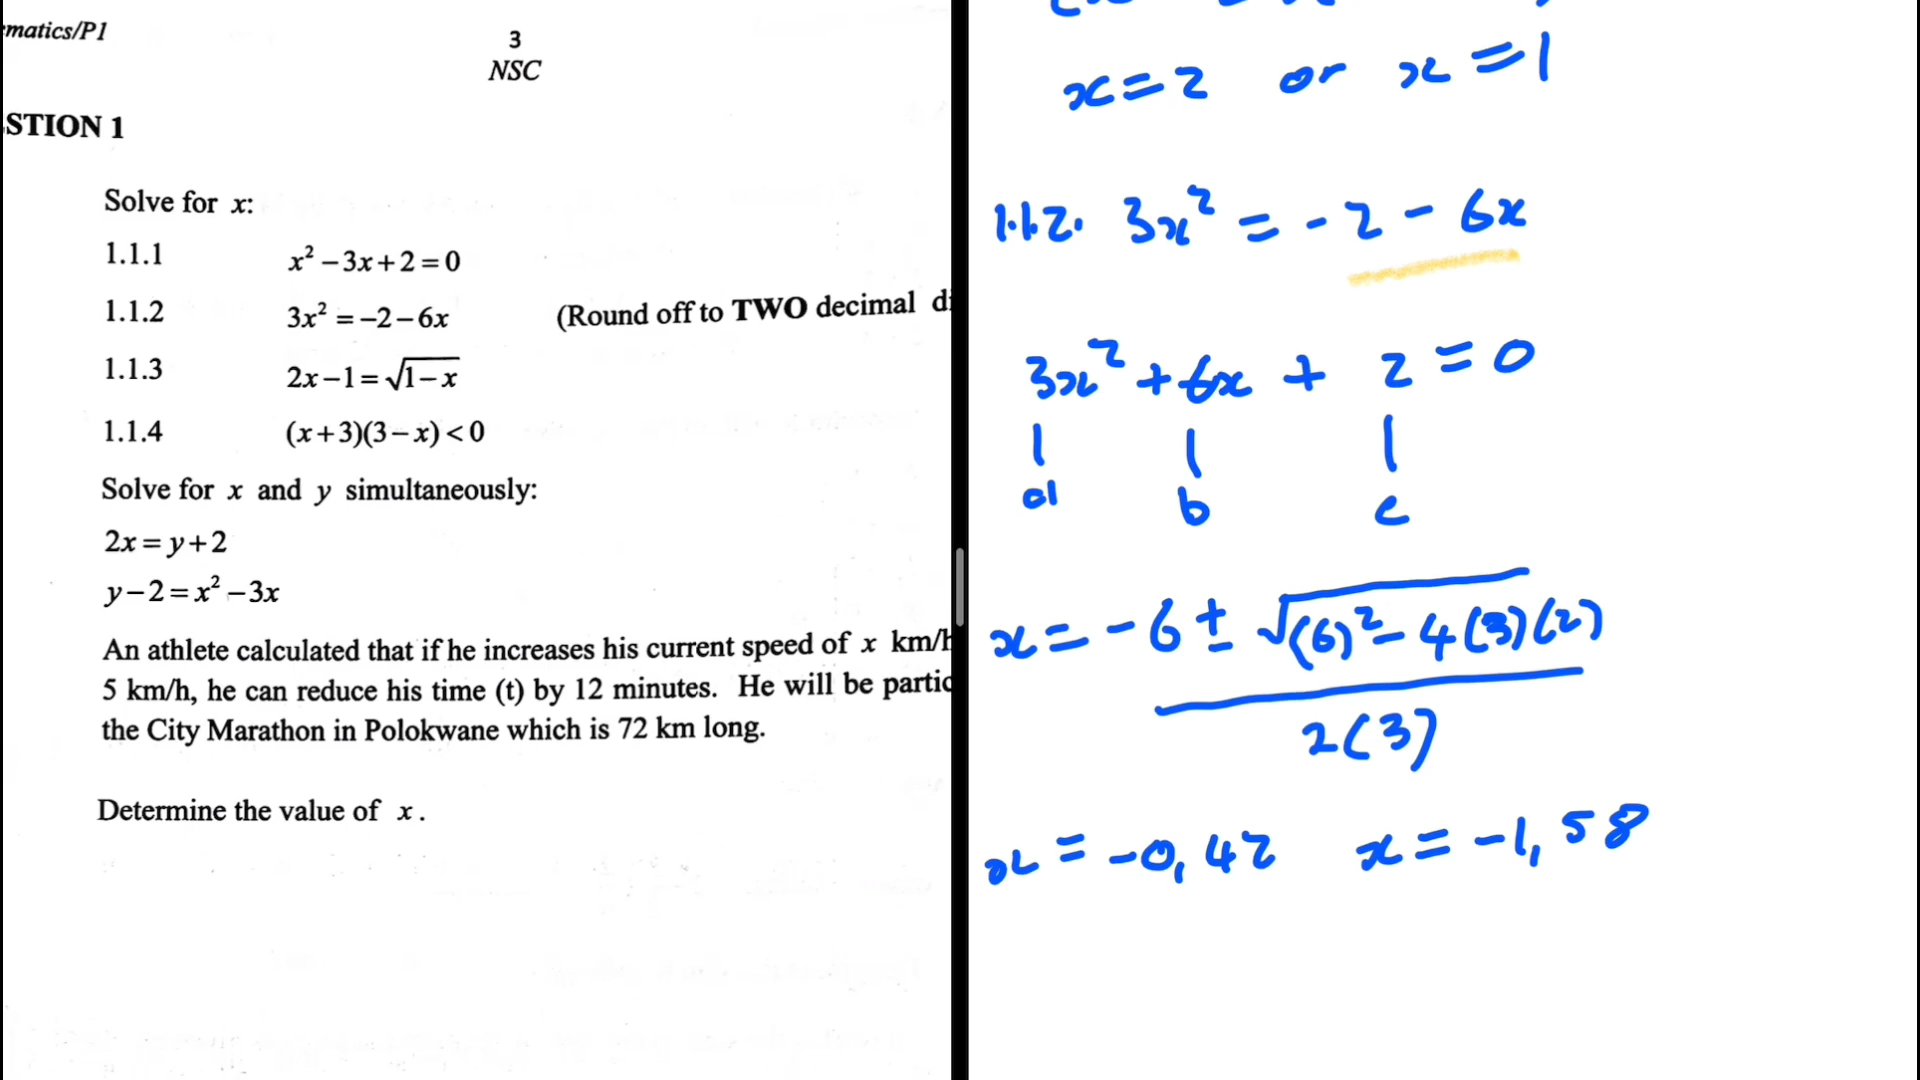 3
NSC
STION 1
Solve for x:
1.1.1 x² − 3x + 2 = 0
1.1.2 3x² = −2 − 6x (Round off to TWO decimal
1.1.3 2x − 1 = √(1 − x)
1.1.4 (x + 3)(3 − x) < 0
Solve for x and y simultaneously:
2x = y + 2
y − 2 = x² − 3x
An athlete calculated that if he increases his current speed of x km/h
5 km/h, he can reduce his time (t) by 12 minutes. He will be partic
the City Marathon in Polokwane which is 72 km long.
Determine the value of x.
x = 2 or x = 1
1.1.2. 3x² = -2 - 6x
3x² + 6x + 2 = 0
a b c
x = -6 ± √(6)² - 4(3)(2)
2(3)
x = -0,42 x = -1,58